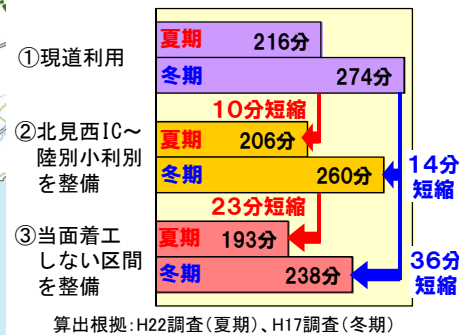 ①現道利用
夏期 216分
冬期 274分
10分短縮
②北見西IC～
陸別小利別
を整備
夏期 206分
冬期 260分
14分
短縮
23分短縮
③当面着工
しない区間
を整備
夏期 193分
冬期 238分
36分
短縮
算出根拠：H22調査（夏期）、H17調査（冬期）